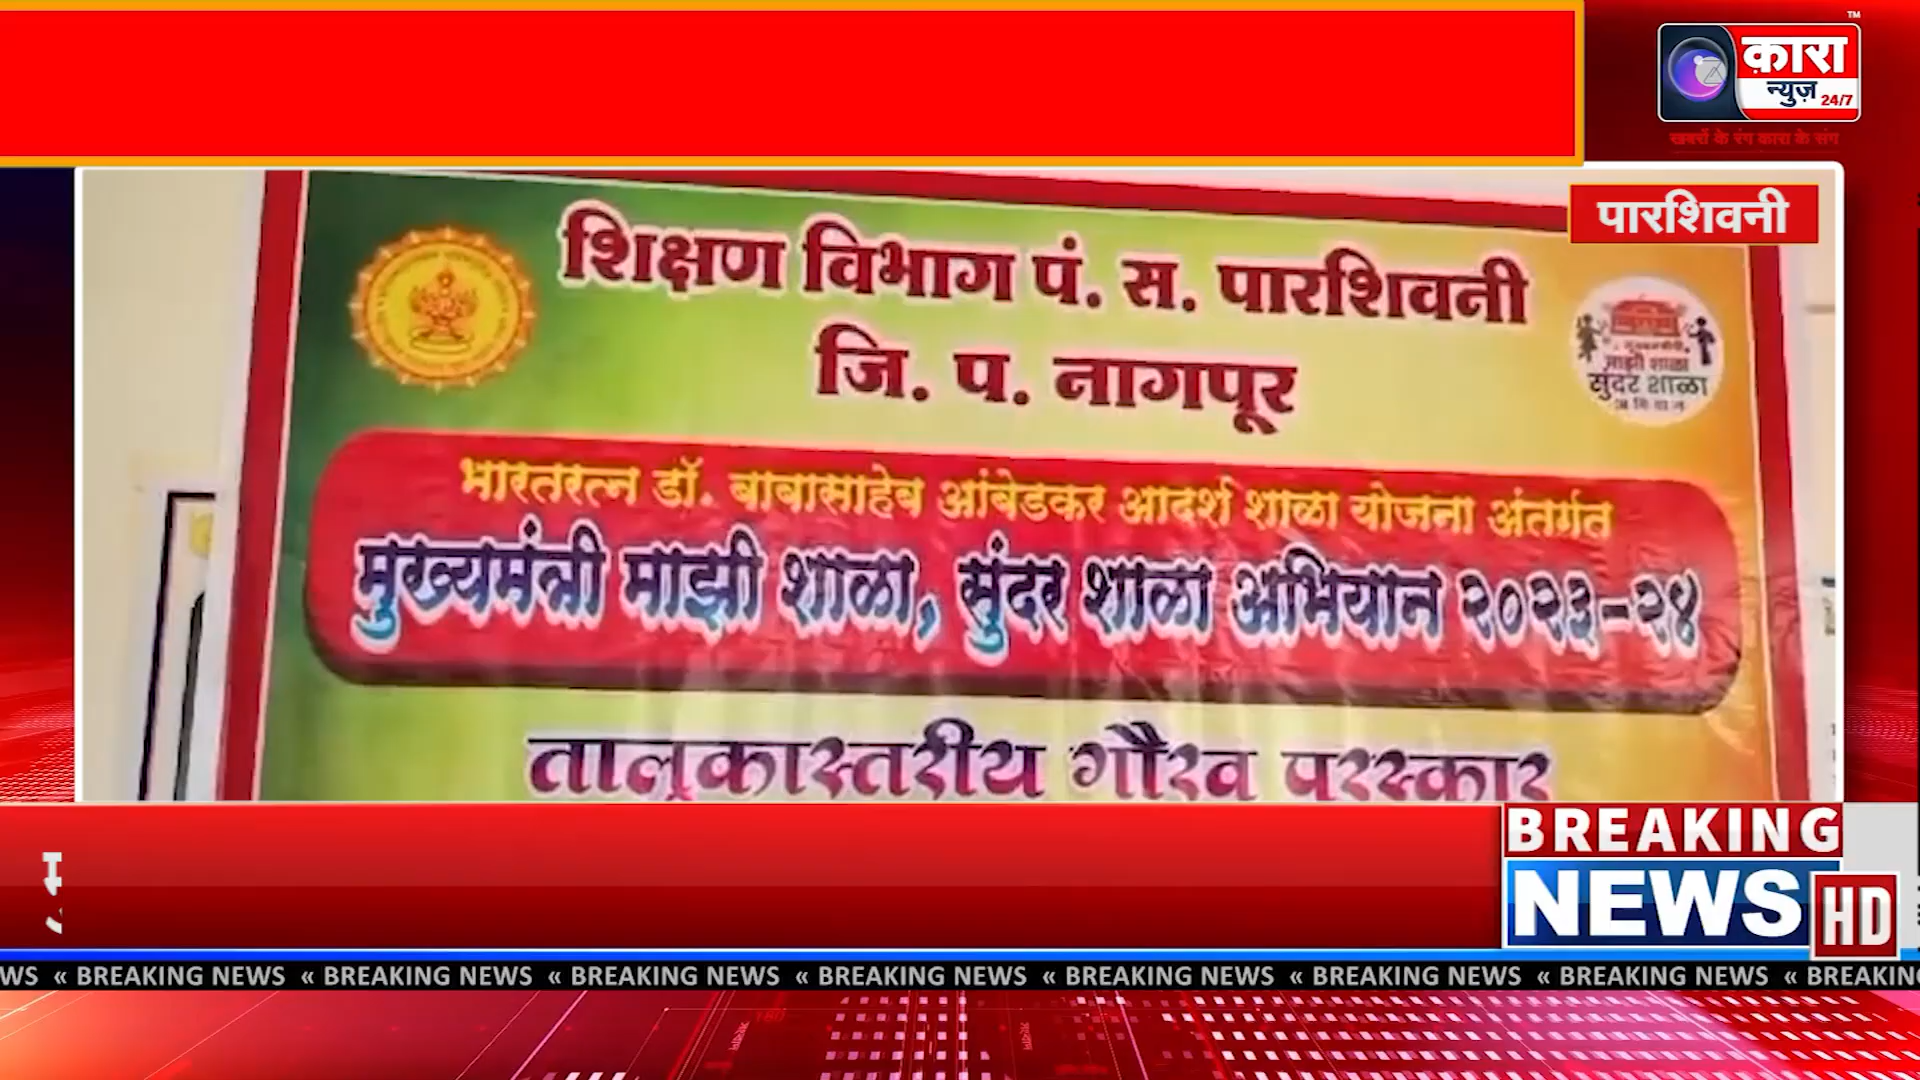 TM
क़ारा
न्युज़ 24/7
खबरों के रंग कारा के संग
पारशिवनी
शिक्षण विभाग पं. स. पारशिवनी
जि. प. नागपूर
माझी शाळा
सुंदर शाळा
भारतरत्न डॉ. बाबासाहेब आंबेडकर आदर्श शाळा योजना अंतर्गत
मुख्यमंत्री माझी शाळा, सुंदर शाळा अभियान २०२३-२४
तालुकास्तरीय गौरव पुरस्कार
BREAKING
NEWS HD
WS « BREAKING NEWS « BREAKING NEWS « BREAKING NEWS « BREAKING NEWS « BREAKING NEWS « BREAKING NEWS « BREAKING NEWS « BREAKING